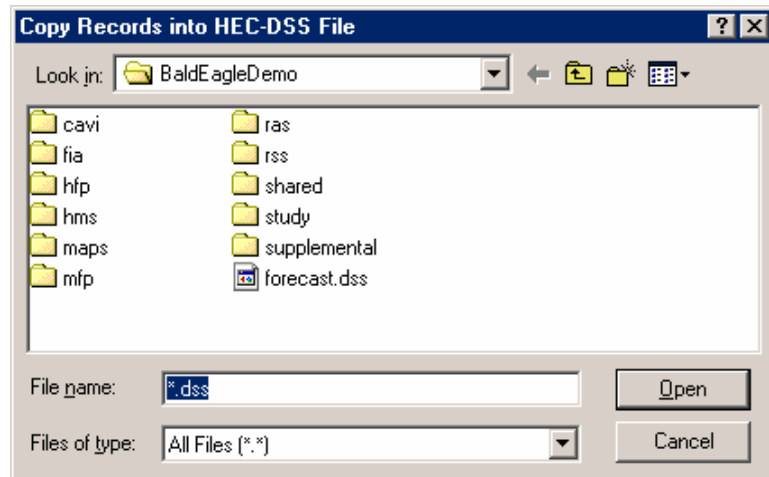 Copy Records into HEC-DSS File
Look in: BaldEagleDemo
cavi
fia
hfp
hms
maps
mfp
ras
rss
shared
study
supplemental
forecast.dss
File name: *.dss
Open
Files of type: All Files (*.*)
Cancel